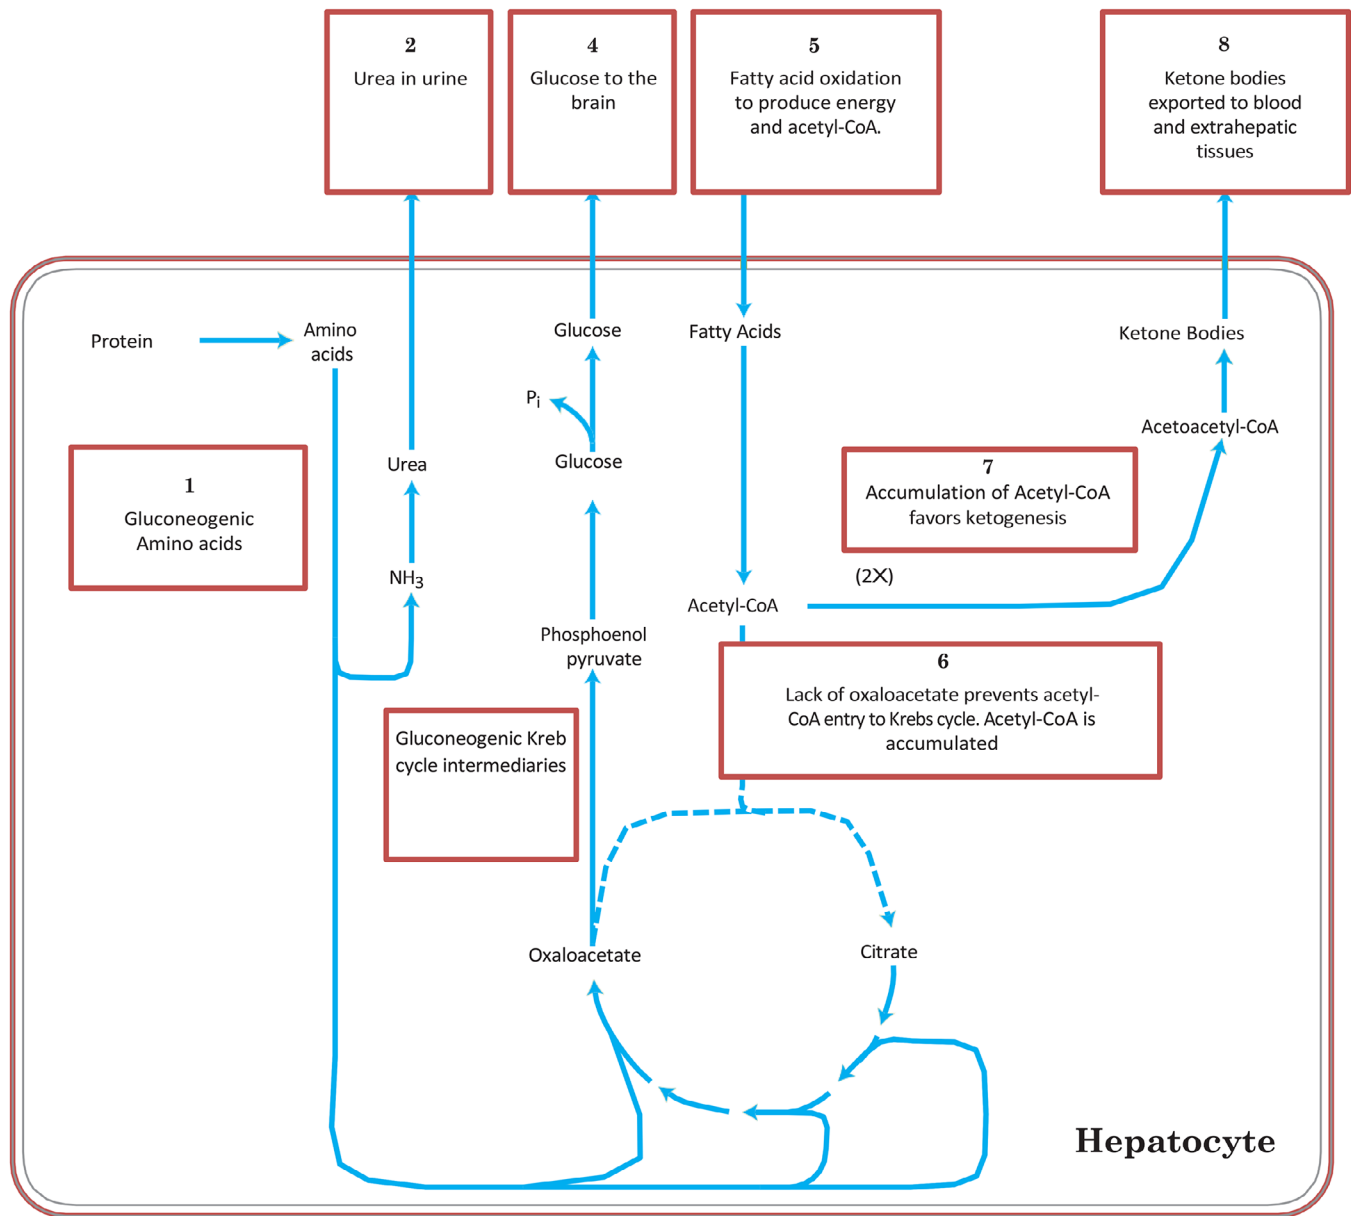 2
Urea in urine
4
Glucose to the
brain
5
Fatty acid oxidation
to produce energy
and acetyl-CoA.
8
Ketone bodies
exported to blood
and extrahepatic
tissues
Protein
Amino
acids
Glucose
Fatty Acids
Ketone Bodies
Pi
Acetoacetyl-CoA
Urea
Glucose
1
Gluconeogenic
Amino acids
7
Accumulation of Acetyl-CoA
favors ketogenesis
NH3
(2X)
Acetyl-CoA
Phosphoenol
pyruvate
6
Lack of oxaloacetate prevents acetyl-
CoA entry to Krebs cycle. Acetyl-CoA is
accumulated
Gluconeogenic Kreb
cycle intermediaries
Oxaloacetate
Citrate
Hepatocyte